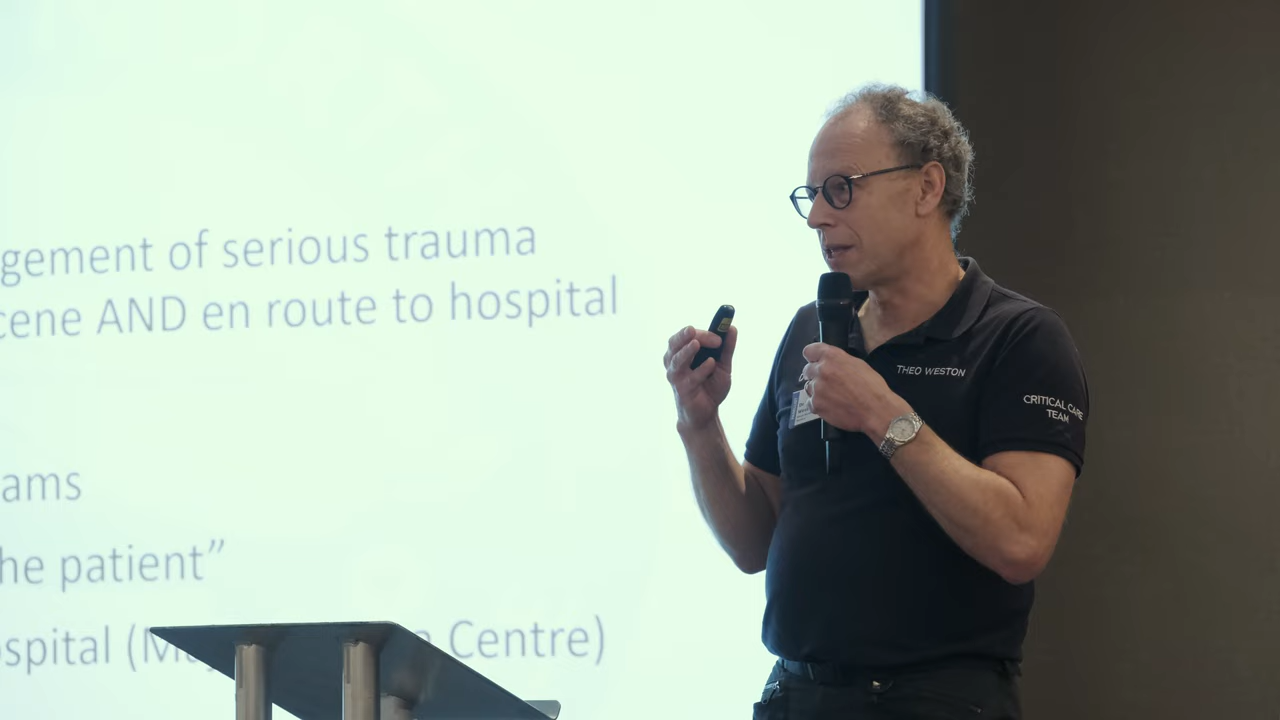 gement of serious trauma
cene AND en route to hospital
ams
he patient”
spital (M Centre)
THEO WESTON
CRITICAL CARE
TEAM